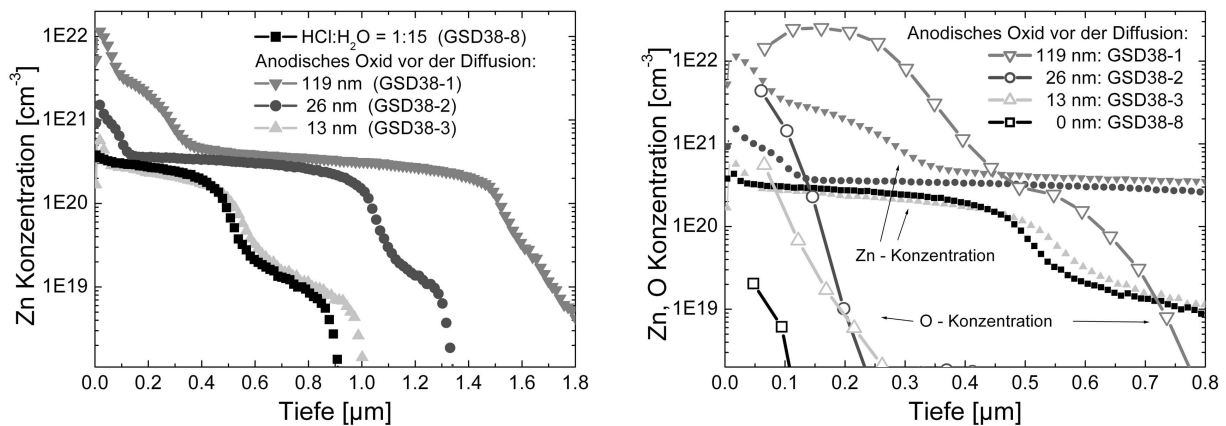 HCl:H₂O = 1:15 (GSD38-8)
Anodisches Oxid vor der Diffusion:
119 nm (GSD38-1)
26 nm (GSD38-2)
13 nm (GSD38-3)
Zn Konzentration [cm⁻³]
1E22
1E21
1E20
1E19
0.0 0.2 0.4 0.6 0.8 1.0 1.2 1.4 1.6 1.8
Tiefe [µm]
Anodisches Oxid vor der Diffusion:
119 nm: GSD38-1
26 nm: GSD38-2
13 nm: GSD38-3
0 nm: GSD38-8
Zn, O Konzentration [cm⁻³]
1E22
1E21
1E20
1E19
Zn - Konzentration
O - Konzentration
0.0 0.1 0.2 0.3 0.4 0.5 0.6 0.7 0.8
Tiefe [µm]